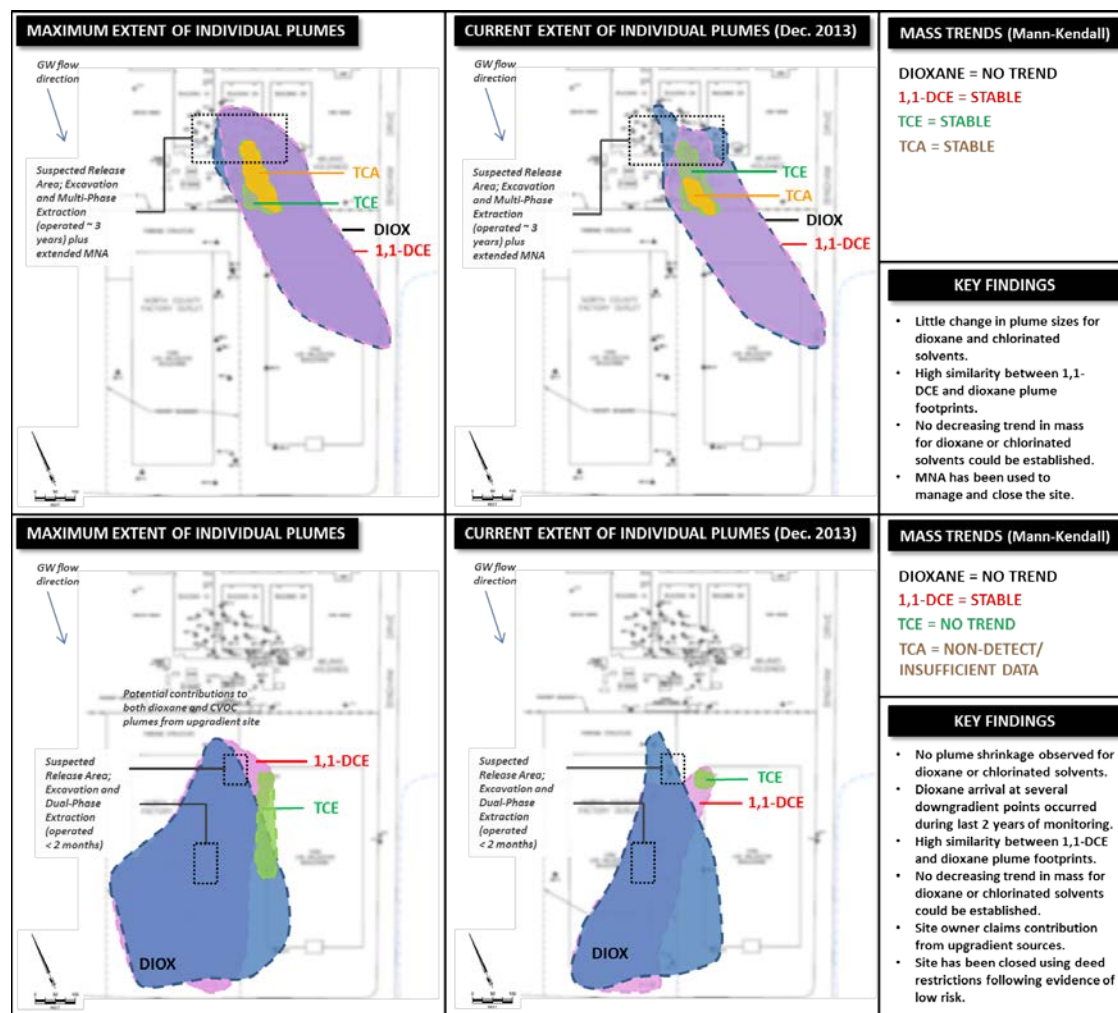 MAXIMUM EXTENT OF INDIVIDUAL PLUMES
GW flow
direction
Suspected Release
Area; Excavation
and Multi-Phase
Extraction
(operated ~ 3
years) plus
extended MNA
TCA
TCE
DIOX
1,1-DCE
CURRENT EXTENT OF INDIVIDUAL PLUMES (Dec. 2013)
GW flow
direction
Suspected Release
Area; Excavation
and Multi-Phase
Extraction
(operated ~ 3
years) plus
extended MNA
TCE
TCA
DIOX
1,1-DCE
MASS TRENDS (Mann-Kendall)
DIOXANE = NO TREND
1,1-DCE = STABLE
TCE = STABLE
TCA = STABLE
KEY FINDINGS
• Little change in plume sizes for
dioxane and chlorinated
solvents.
• High similarity between 1,1-
DCE and dioxane plume
footprints.
• No decreasing trend in mass
for dioxane or chlorinated
solvents could be established.
• MNA has been used to
manage and close the site.
MAXIMUM EXTENT OF INDIVIDUAL PLUMES
GW flow
direction
Potential contributions to
both dioxane and CVOC
plumes from upgradient site
Suspected
Release Area;
Excavation and
Dual-Phase
Extraction
(operated
< 2 months)
1,1-DCE
TCE
DIOX
CURRENT EXTENT OF INDIVIDUAL PLUMES (Dec. 2013)
GW flow
direction
Suspected
Release Area;
Excavation and
Dual-Phase
Extraction
(operated
< 2 months)
TCE
1,1-DCE
DIOX
MASS TRENDS (Mann-Kendall)
DIOXANE = NO TREND
1,1-DCE = STABLE
TCE = NO TREND
TCA = NON-DETECT/
INSUFFICIENT DATA
KEY FINDINGS
• No plume shrinkage observed for
dioxane or chlorinated solvents.
• Dioxane arrival at several
downgradient points occurred
during last 2 years of monitoring.
• High similarity between 1,1-DCE
and dioxane plume footprints.
• No decreasing trend in mass for
dioxane or chlorinated solvents
could be established.
• Site owner claims contribution
from upgradient sources.
• Site has been closed using deed
restrictions following evidence of
low risk.